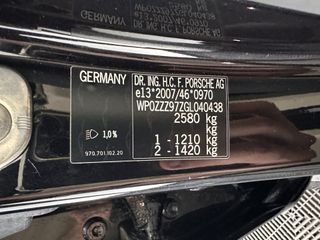 GERMANY
DR. ING. H.C. F. PORSCHE AG
e13*2007/46*0970
WP0ZZZ97ZGL040438
2580 kg
kg
1 - 1210 kg
2 - 1420 kg
1,0%
970.701.102.20